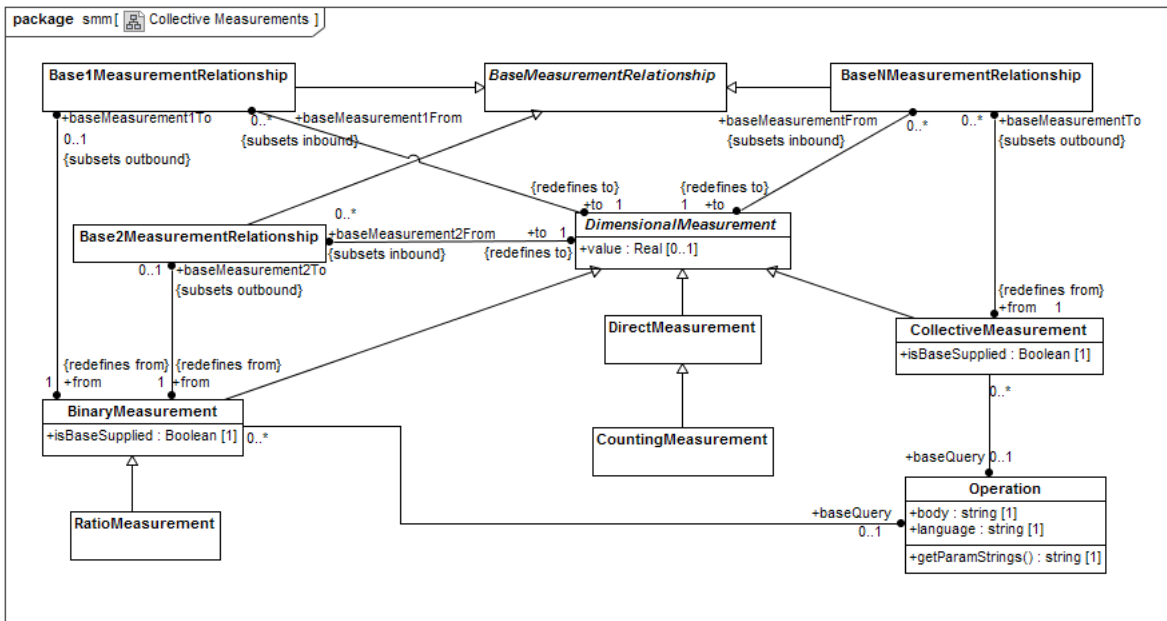 package smm[ Collective Measurements ]
Base1MeasurementRelationship
BaseMeasurementRelationship
BaseNMeasurementRelationship
+baseMeasurement1To
0..1
{subsets outbound}
0..*
+baseMeasurement1From
{subsets inbound}
+baseMeasurementFrom
{subsets inbound}
0..*
0..*
+baseMeasurementTo
{subsets outbound}
{redefines to}
+to 1
{redefines to}
1 +to
Base2MeasurementRelationship
0..*
+baseMeasurement2From
{subsets inbound}
+to 1
{redefines to}
DimensionalMeasurement
+value : Real [0..1]
0..1
+baseMeasurement2To
{subsets outbound}
DirectMeasurement
{redefines from}
+from 1
CollectiveMeasurement
+isBaseSupplied : Boolean [1]
{redefines from}
1 +from
{redefines from}
1 +from
BinaryMeasurement
+isBaseSupplied : Boolean [1]
0..*
CountingMeasurement
0..*
+baseQuery 0..1
RatioMeasurement
+baseQuery
0..1
Operation
+body : string [1]
+language : string [1]
+getParamStrings() : string [1]